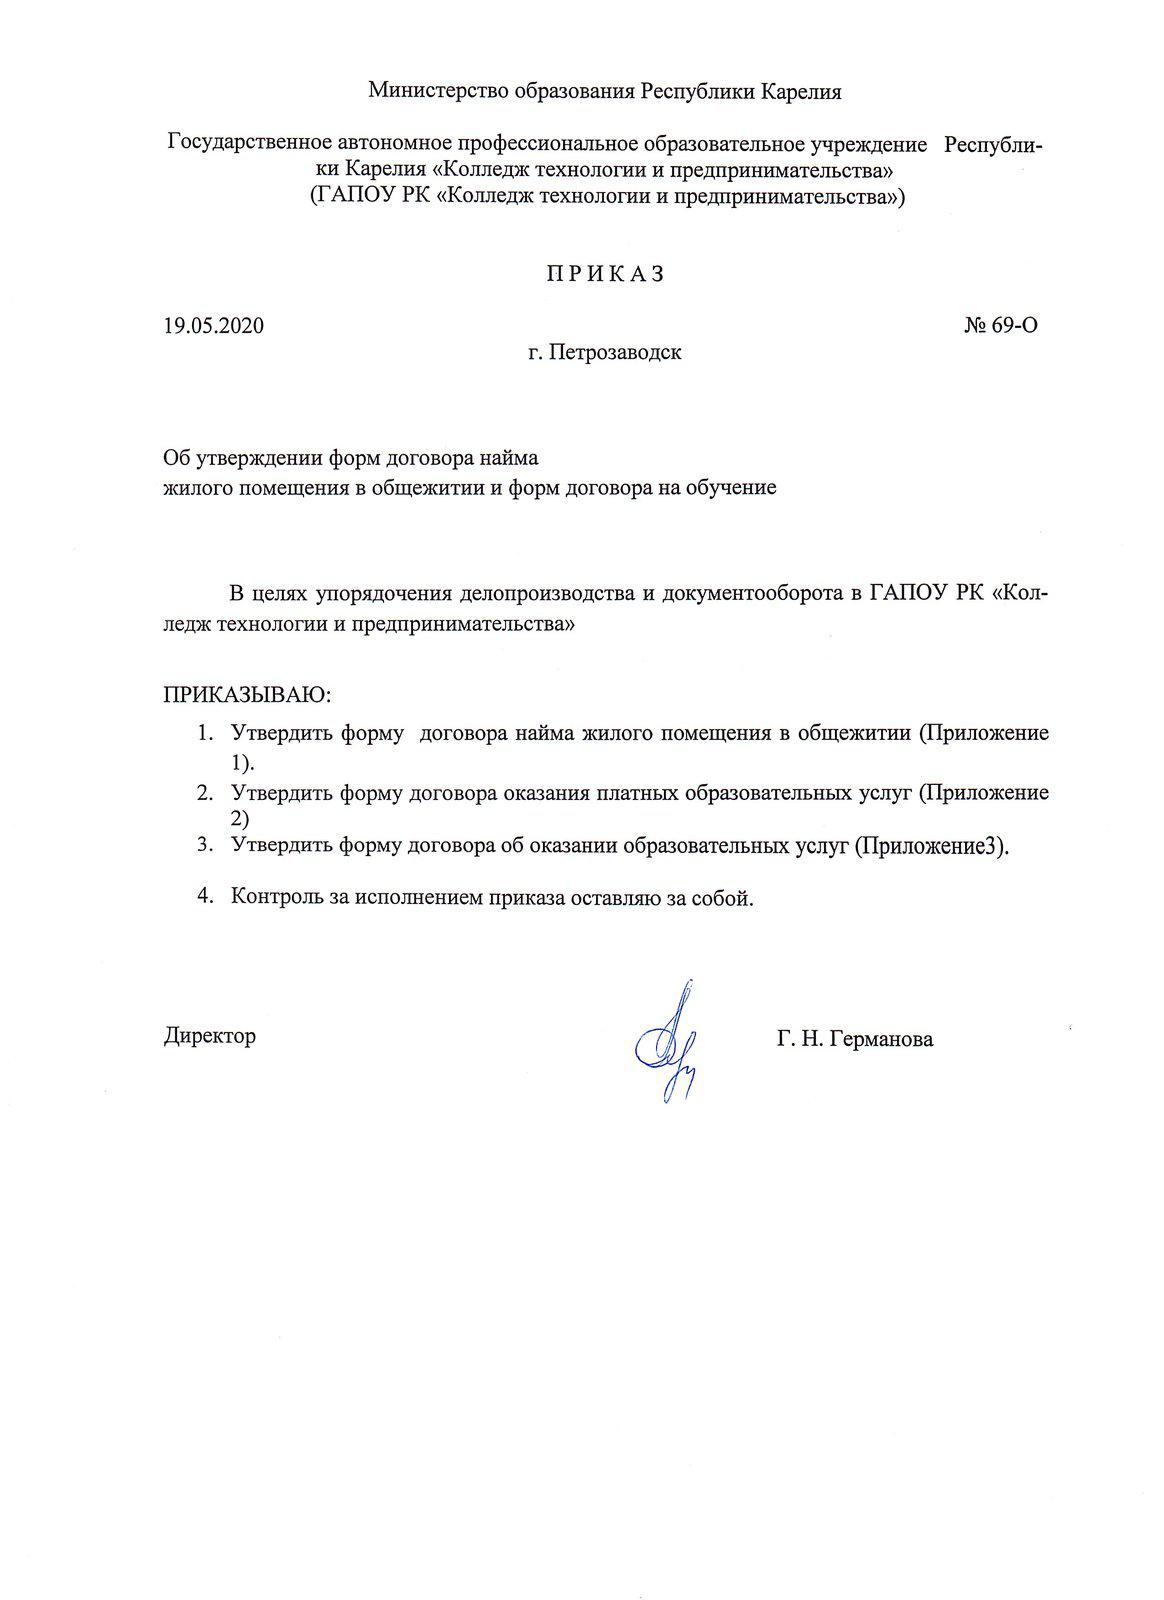 Министерство образования Республики Карелия
Государственное автономное профессиональное образовательное учреждение Республи-
ки Карелия «Колледж технологии и предпринимательства»
(ГАПОУ РК «Колледж технологии и предпринимательства»)
П Р И К А З
19.05.2020 № 69-О
г. Петрозаводск
Об утверждении форм договора найма
жилого помещения в общежитии и форм договора на обучение
В целях упорядочения делопроизводства и документооборота в ГАПОУ РК «Кол-
ледж технологии и предпринимательства»
ПРИКАЗЫВАЮ:
1. Утвердить форму договора найма жилого помещения в общежитии (Приложение
1).
2. Утвердить форму договора оказания платных образовательных услуг (Приложение
2)
3. Утвердить форму договора об оказании образовательных услуг (Приложение3).
4. Контроль за исполнением приказа оставляю за собой.
Директор Г. Н. Германова